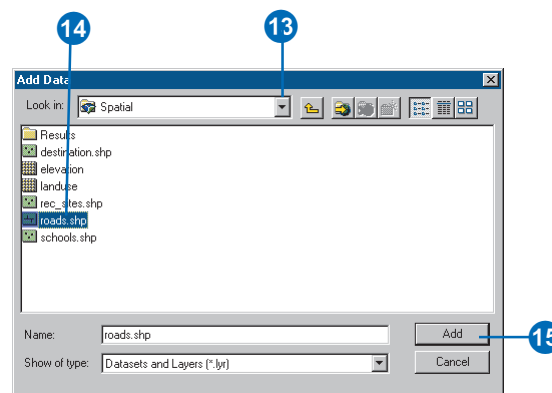 14
13
Add Data
Look in: Spatial
Results
destination.shp
elevation
landuse
rec_sites.shp
roads.shp
schools.shp
Name: roads.shp Add
15
Show of type: Datasets and Layers (*.lyr) Cancel